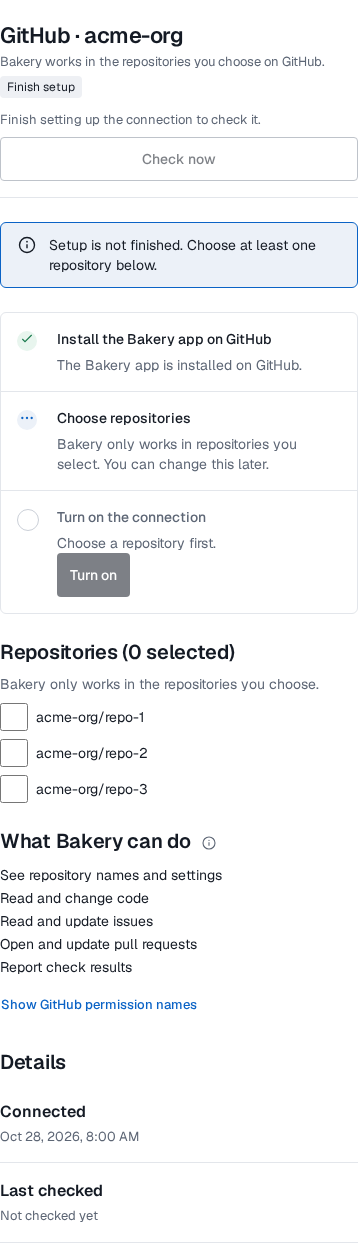 GitHub · acme-org
Bakery works in the repositories you choose on GitHub.
Finish setup
Finish setting up the connection to check it.
Check now
Setup is not finished. Choose at least one
repository below.
Install the Bakery app on GitHub
The Bakery app is installed on GitHub.
Choose repositories
Bakery only works in repositories you
select. You can change this later.
Turn on the connection
Choose a repository first.
Turn on
Repositories (0 selected)
Bakery only works in the repositories you choose.
acme-org/repo-1
acme-org/repo-2
acme-org/repo-3
What Bakery can do
See repository names and settings
Read and change code
Read and update issues
Open and update pull requests
Report check results
Show GitHub permission names
Details
Connected
Oct 28, 2026, 8:00 AM
Last checked
Not checked yet